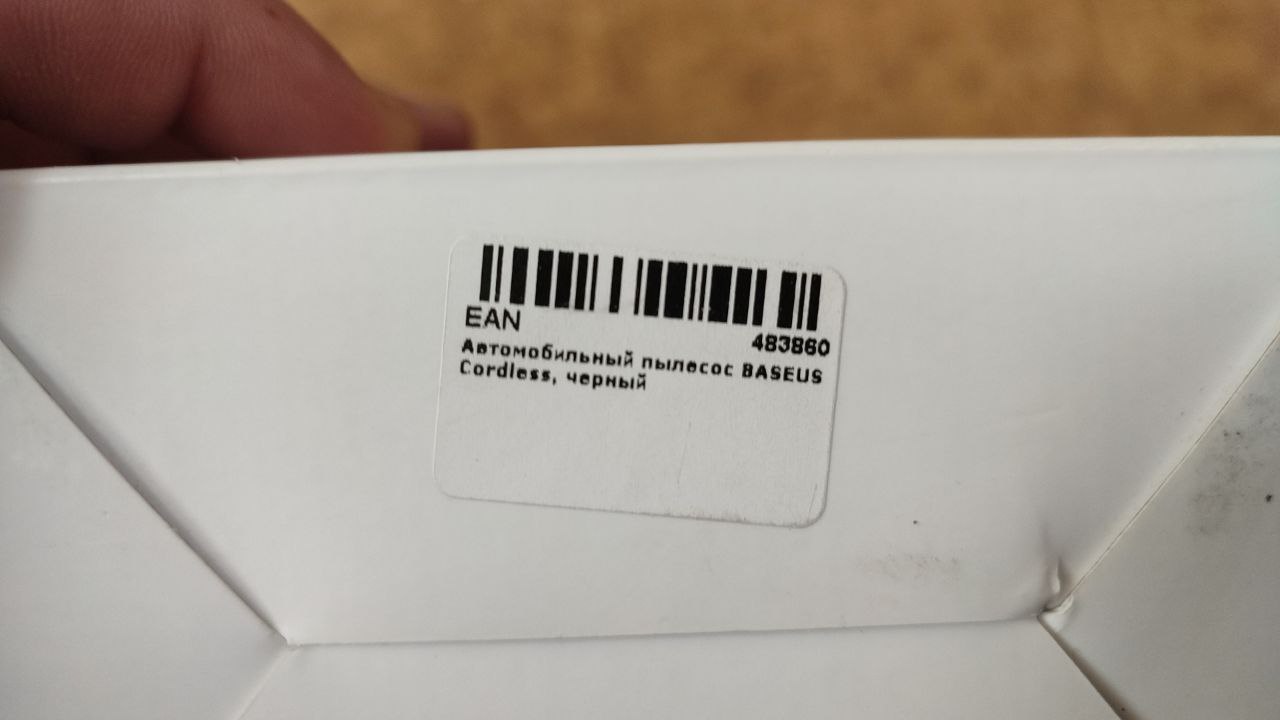 EAN
483860
Автомобильный пылесос BASEUS
Cordless, черный